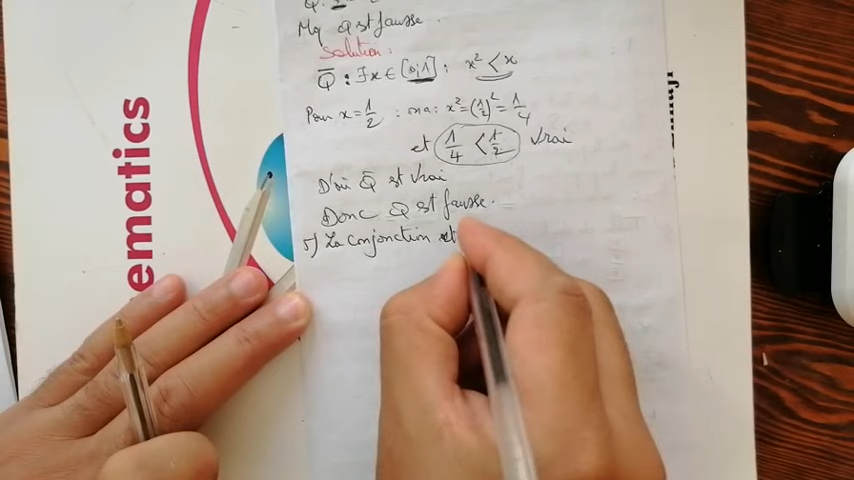 Mq Q est fausse.
Solution:
Q̅ : ∃x ∈ [0;1] : x² < x
Pour x = 1/2 : on a : x² = (1/2)² = 1/4
et 1/4 < 1/2 Vrai
D'où Q̅ est vrai
Donc Q est fausse.
5) La conjonction et
ematics